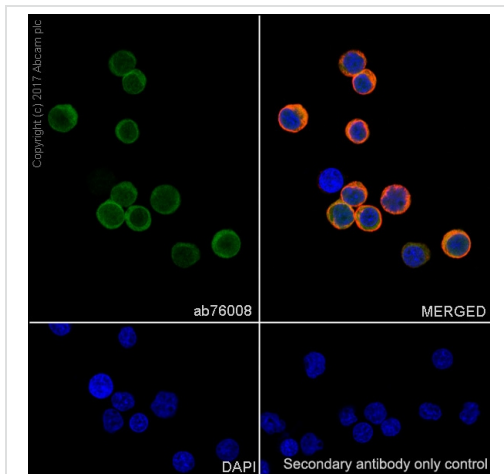 Copyright (c) 2017 Abcam plc
ab76008
MERGED
DAPI
Secondary antibody only control